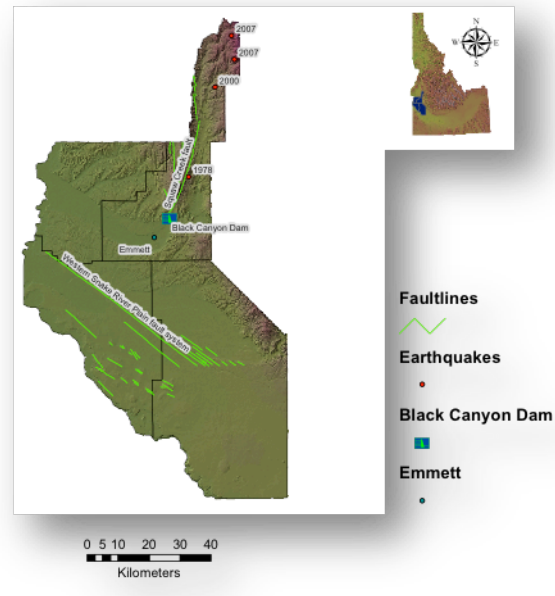 2007
2007
2000
1978
Squaw Creek fault
Black Canyon Dam
Emmett
Western Snake River Plain fault system
N
W E
S
Faultlines
Earthquakes
Black Canyon Dam
Emmett
0 5 10 20 30 40
Kilometers